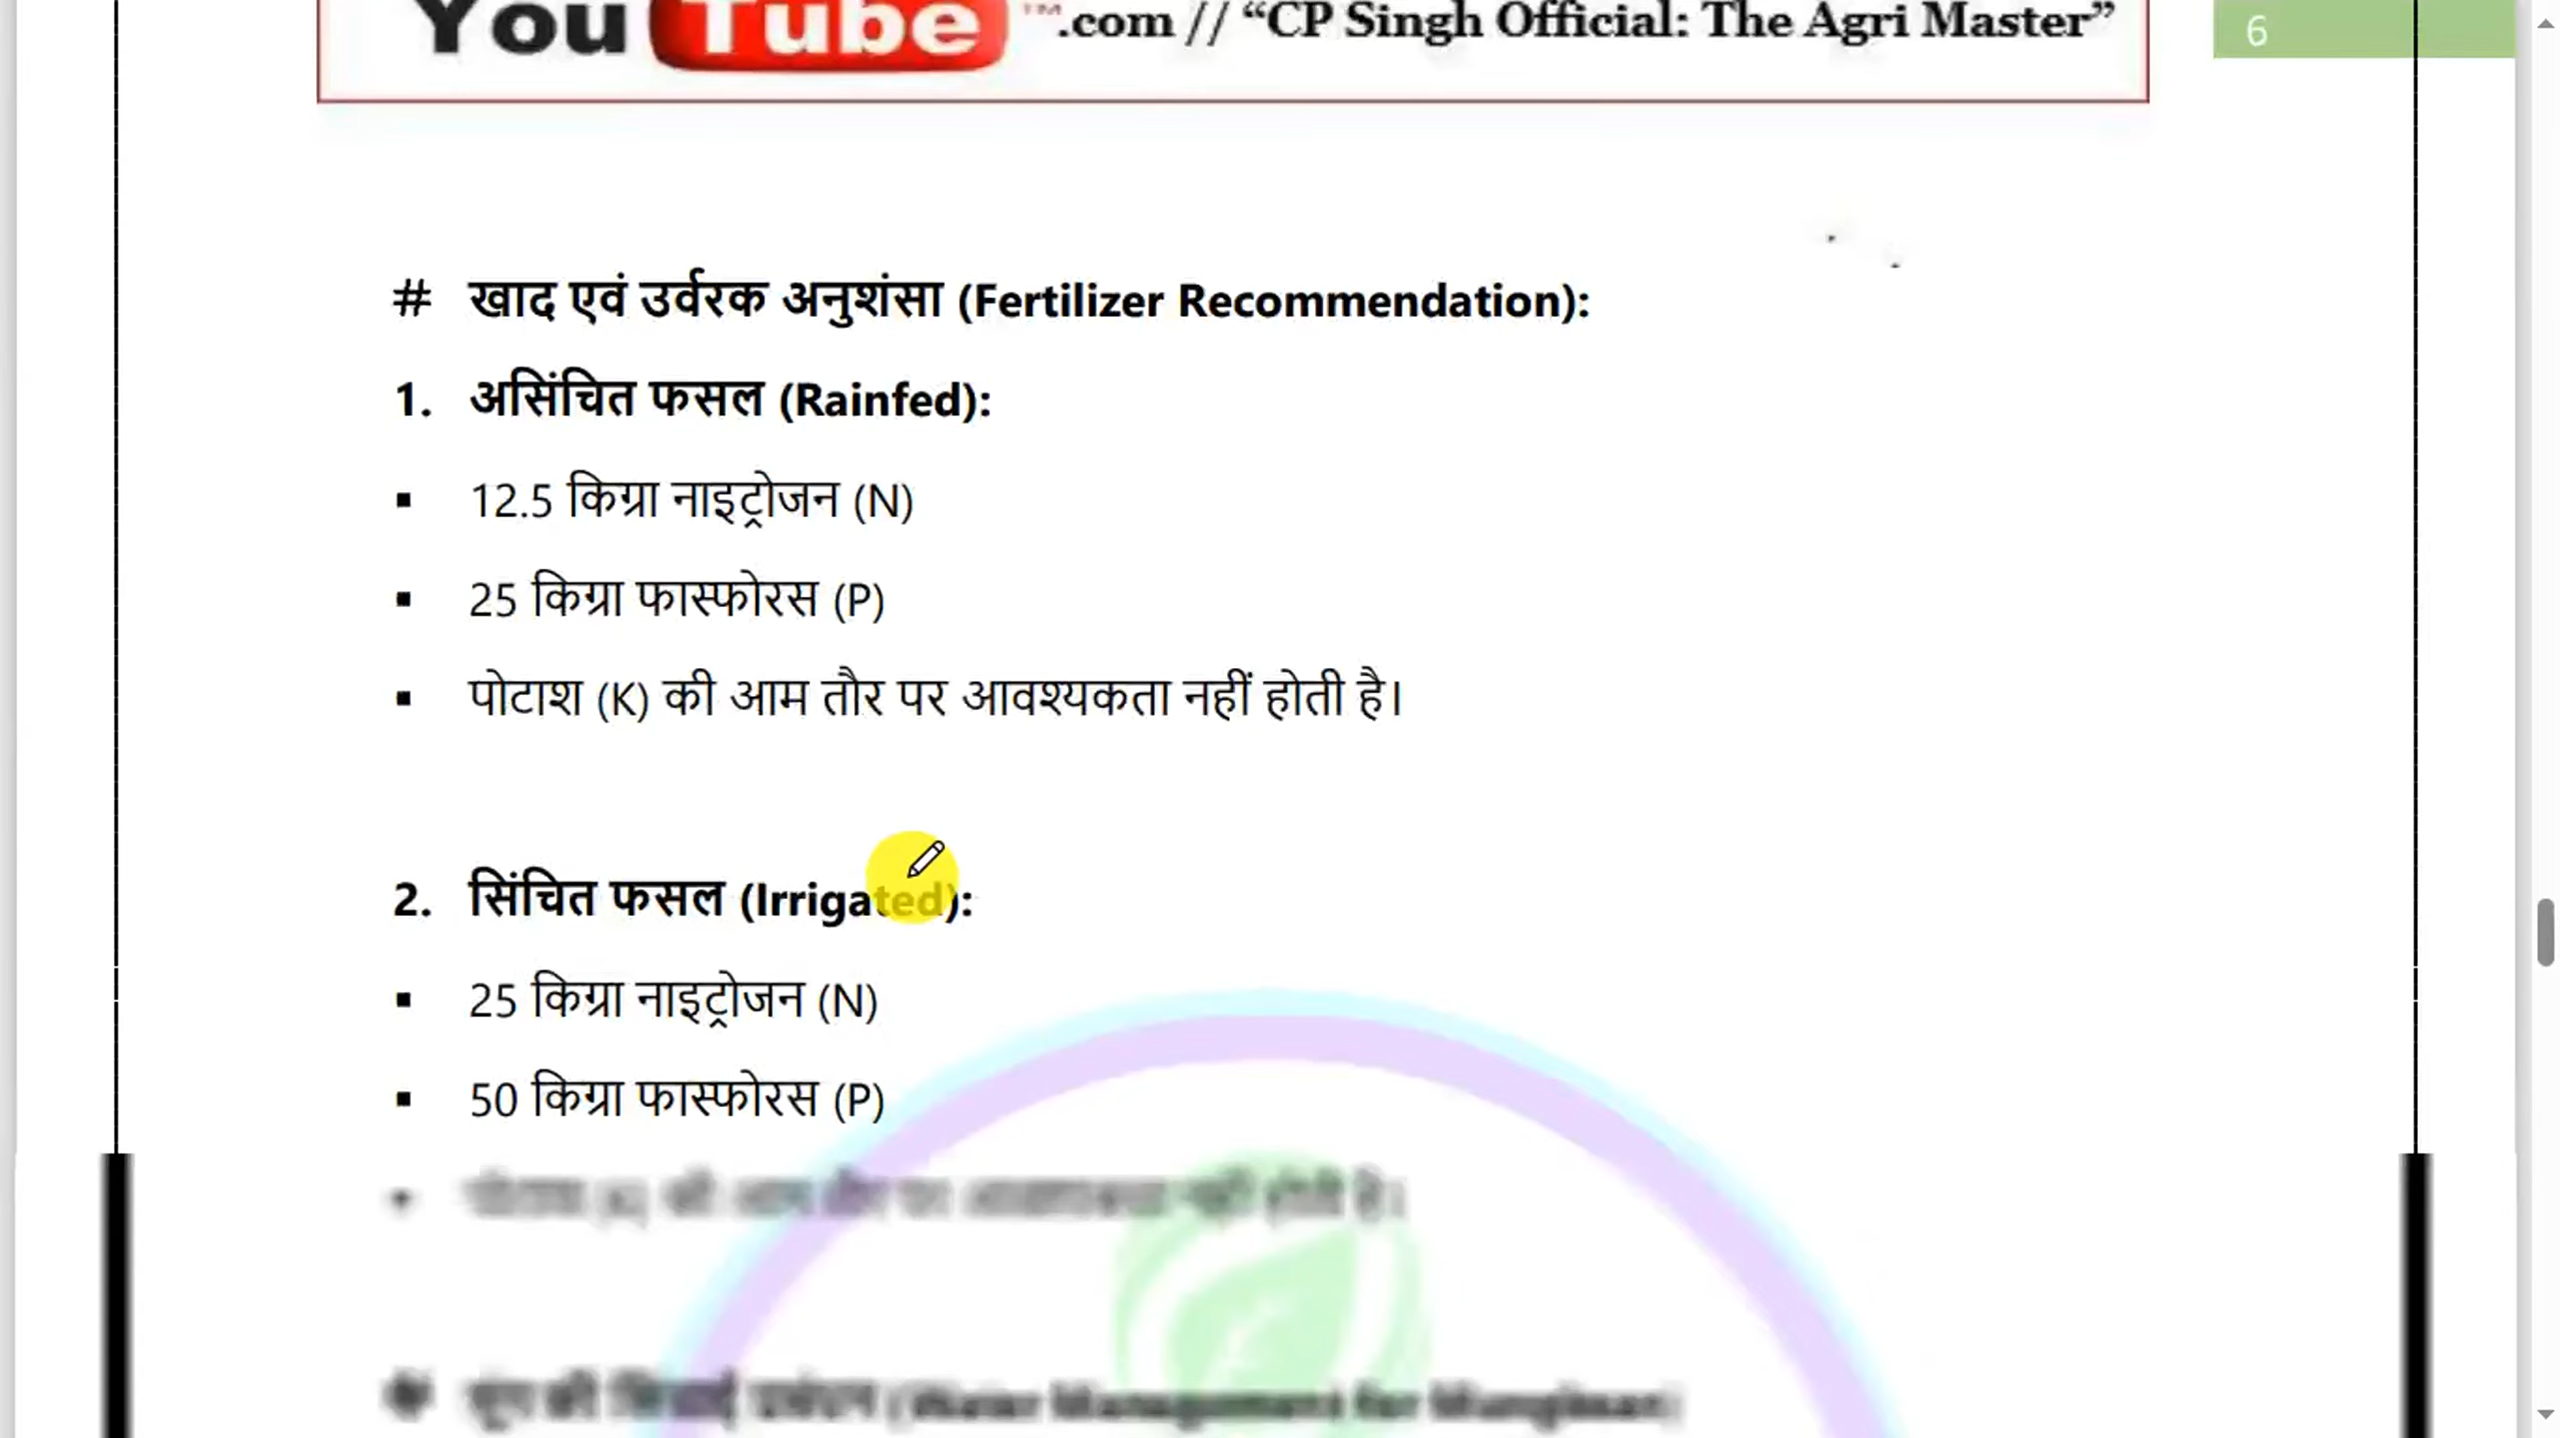 YouTube™.com // “CP Singh Official: The Agri Master”
6
# खाद एवं उर्वरक अनुशंसा (Fertilizer Recommendation):
1. असिंचित फसल (Rainfed):
▪ 12.5 किग्रा नाइट्रोजन (N)
▪ 25 किग्रा फास्फोरस (P)
▪ पोटाश (K) की आम तौर पर आवश्यकता नहीं होती है।
2. सिंचित फसल (Irrigated):
▪ 25 किग्रा नाइट्रोजन (N)
▪ 50 किग्रा फास्फोरस (P)